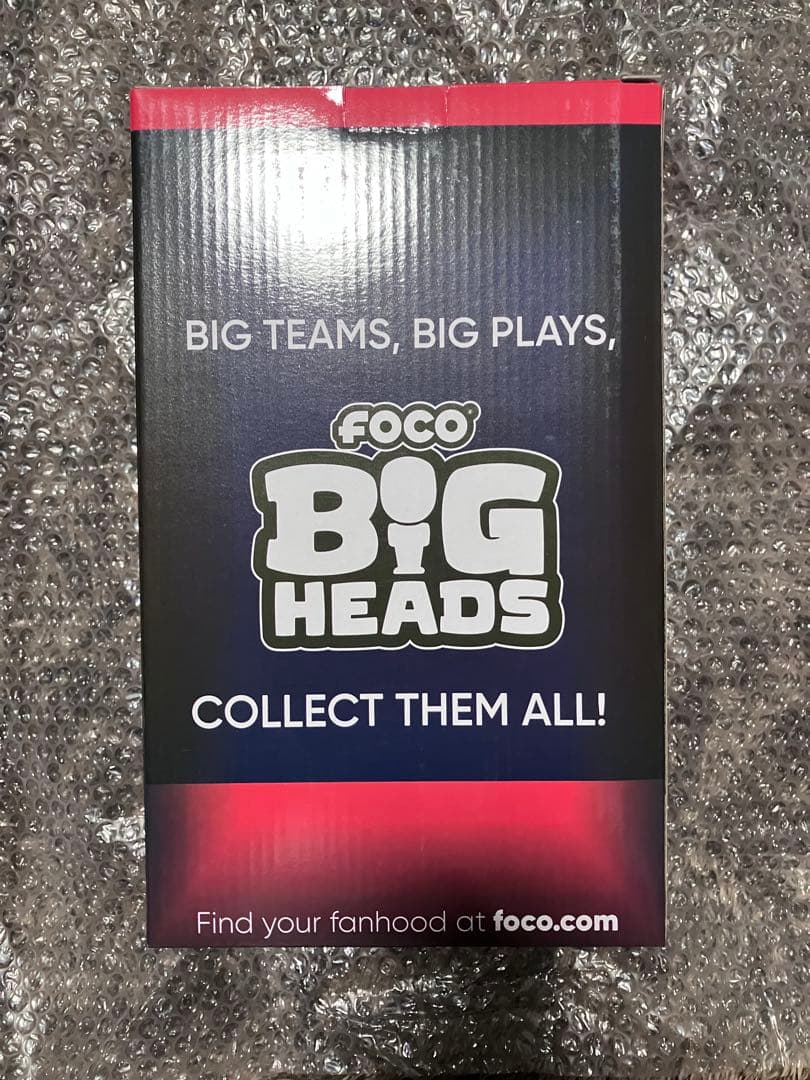 BIG TEAMS, BIG PLAYS,
FOCO®
BIG
HEADS
COLLECT THEM ALL!
Find your fanhood at foco.com